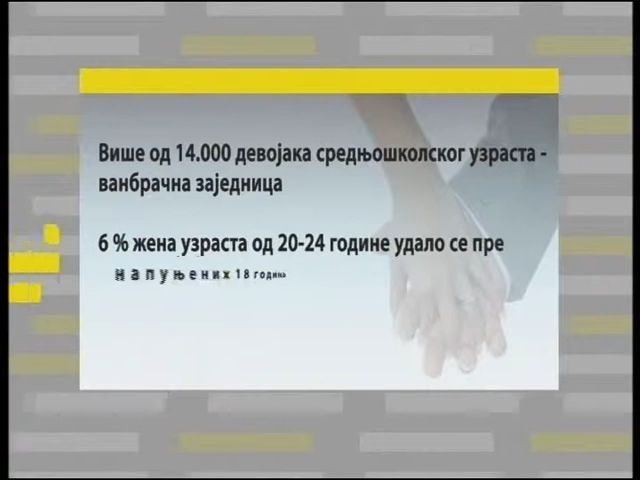 Више од 14.000 девојака средњошколског узраста -
ванбрачна заједница
6 % жена узраста од 20-24 године удало се пре
напуњених 18 година